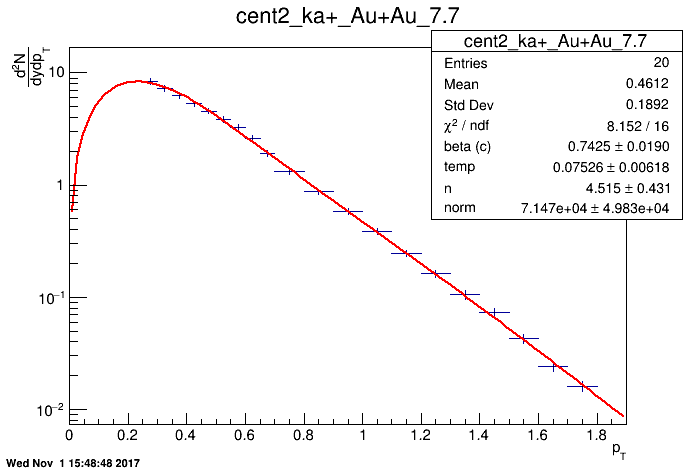 cent2_ka+_Au+Au_7.7
d²N
dydp_T
cent2_ka+_Au+Au_7.7
Entries 20
Mean 0.4612
Std Dev 0.1892
χ² / ndf 8.152 / 16
beta (c) 0.7425 ± 0.0190
temp 0.07526 ± 0.00618
n 4.515 ± 0.431
norm 7.147e+04 ± 4.983e+04
10
1
10⁻¹
10⁻²
0 0.2 0.4 0.6 0.8 1 1.2 1.4 1.6 1.8
p_T
Wed Nov 1 15:48:48 2017